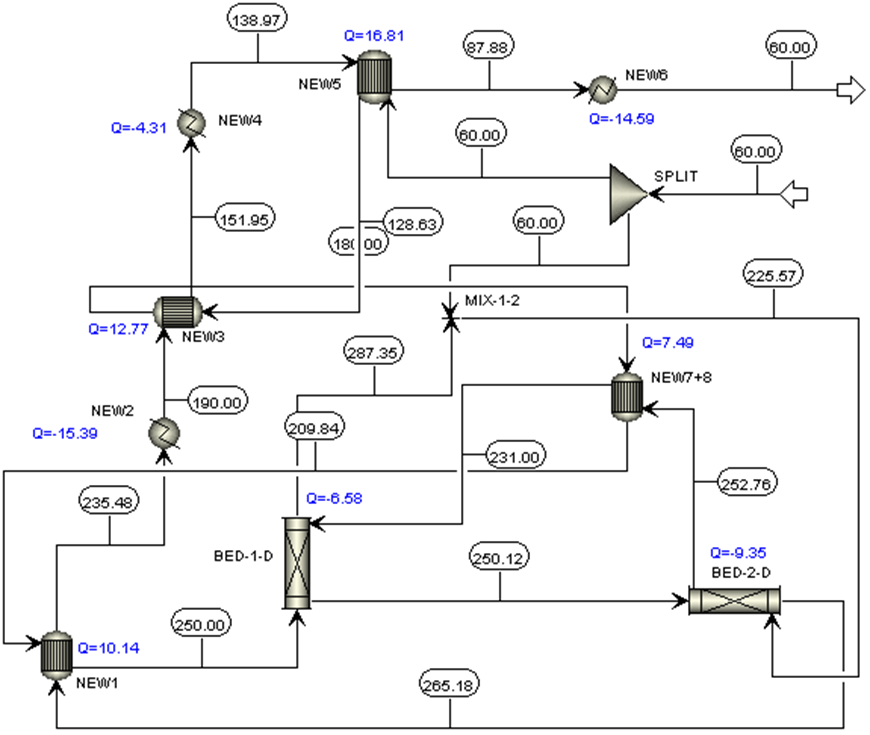 138.97
Q=16.81
87.88
60.00
NEW5
NEW6
Q=-4.31
NEW4
Q=-14.59
60.00
60.00
SPLIT
151.95
128.63
180.00
60.00
225.57
MIX-1-2
Q=12.77
NEW3
Q=7.49
287.35
NEW7+8
NEW2
190.00
Q=-15.39
209.84
231.00
252.76
235.48
Q=-6.58
BED-1-D
250.12
Q=-9.35
BED-2-D
250.00
Q=10.14
NEW1
265.18